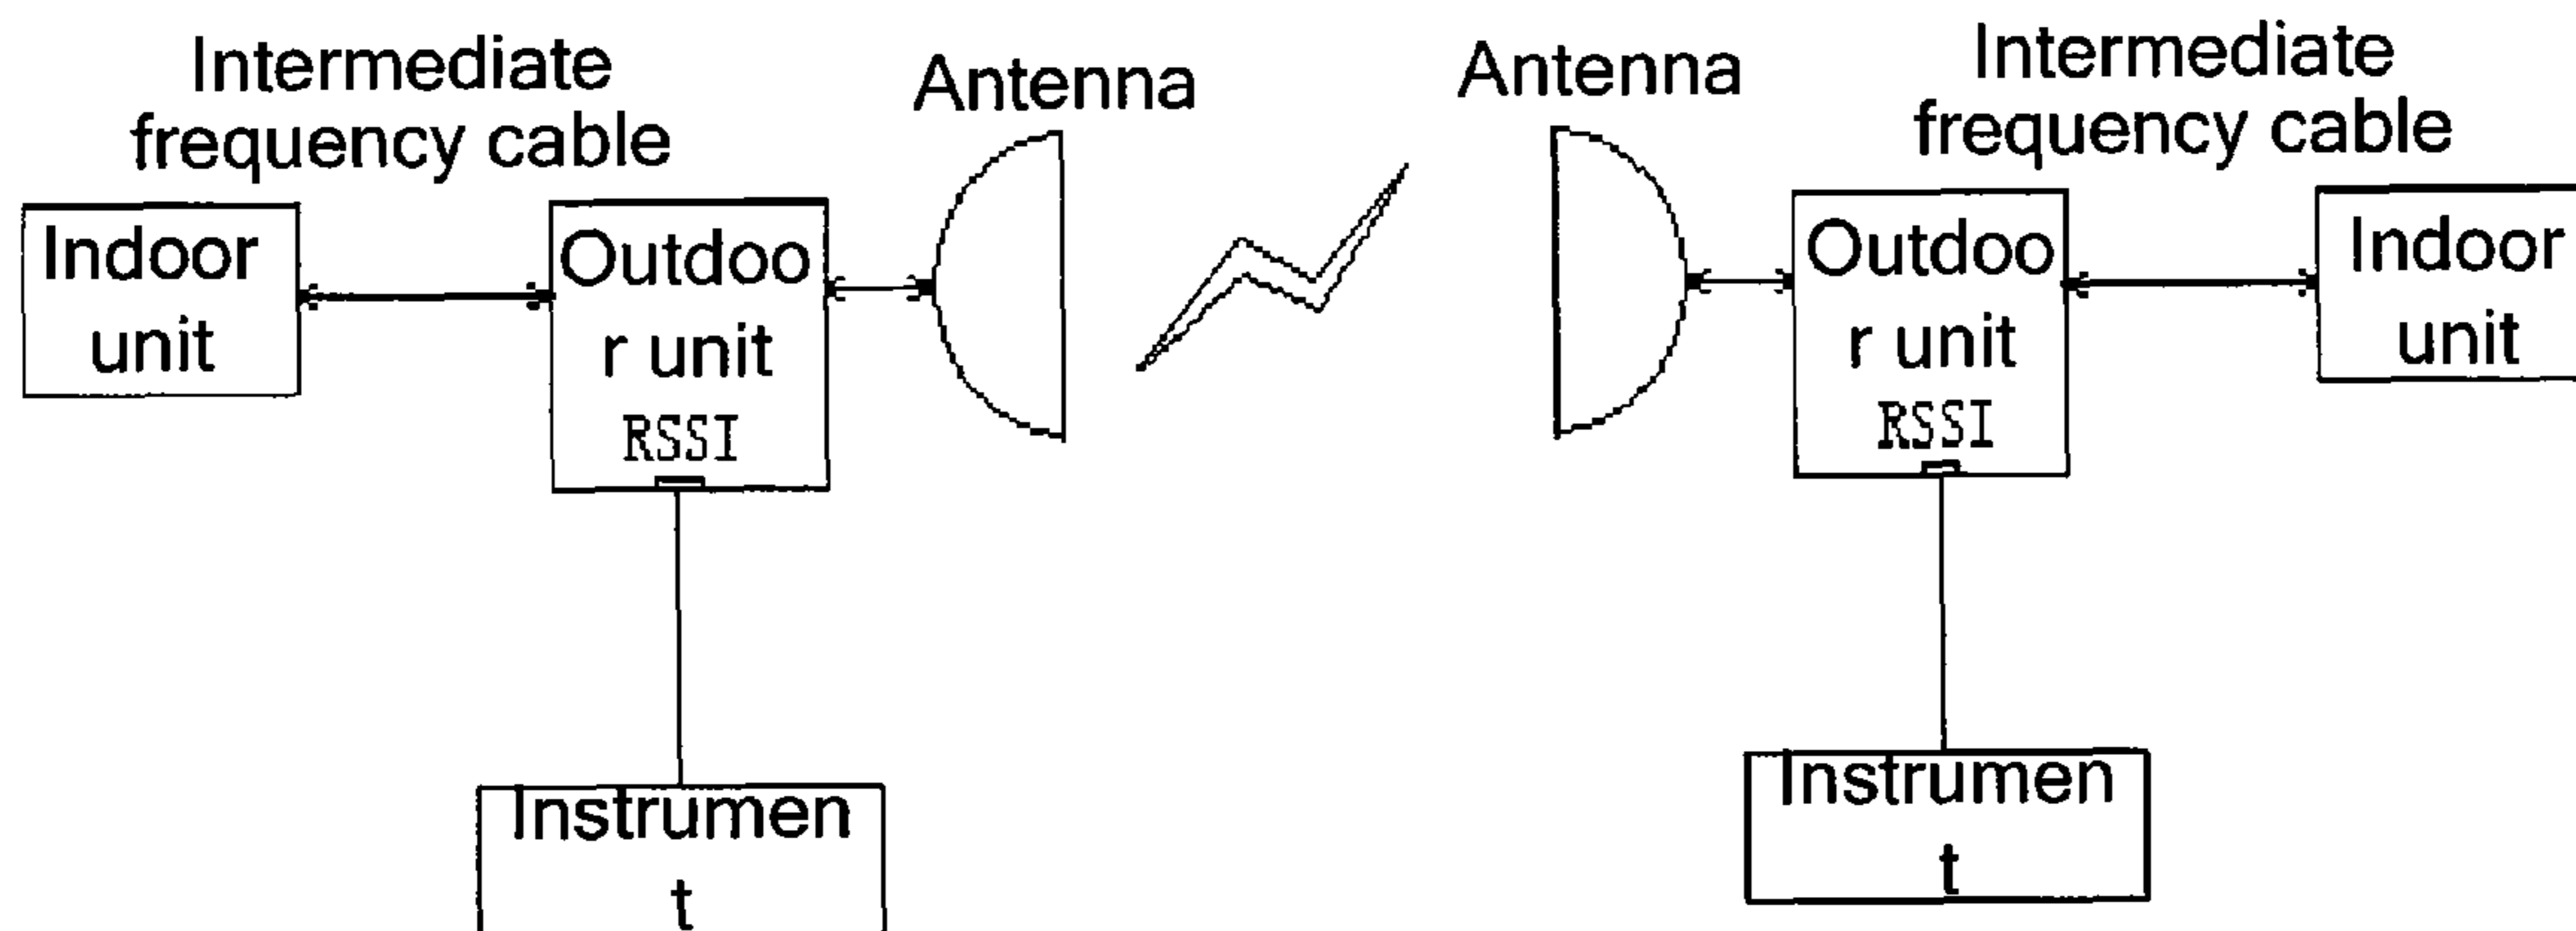 Intermediate
frequency cable
Antenna
Antenna
Intermediate
frequency cable
Indoor
unit
Outdoo
r unit
RSSI
Outdoo
r unit
RSSI
Indoor
unit
Instrumen
t
Instrumen
t